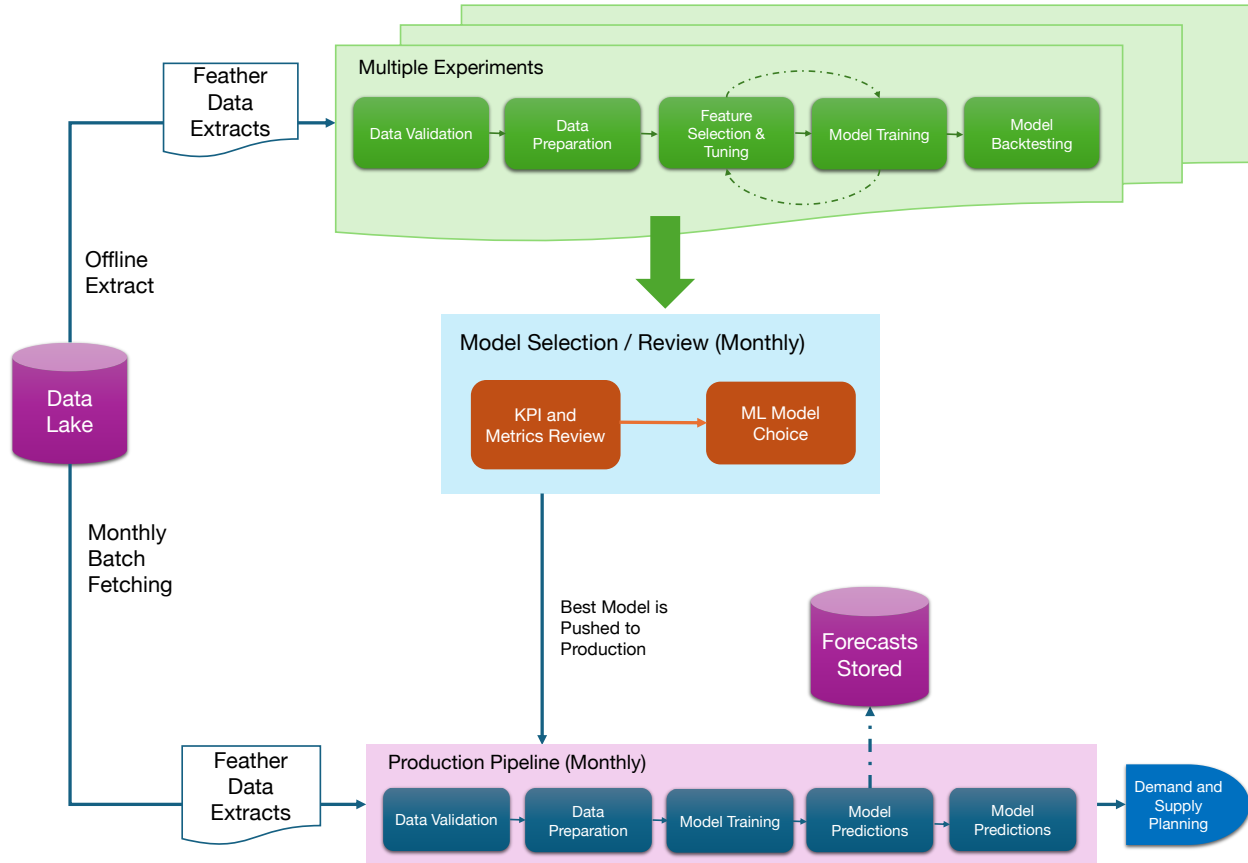 Multiple Experiments
Feather
Data
Extracts
Data Validation
Data
Preparation
Feature
Selection &
Tuning
Model Training
Model
Backtesting
Offline
Extract
Model Selection / Review (Monthly)
Data
Lake
KPI and
Metrics Review
ML Model
Choice
Monthly
Batch
Fetching
Best Model is
Pushed to
Production
Forecasts
Stored
Feather
Data
Extracts
Production Pipeline (Monthly)
Data Validation
Data
Preparation
Model Training
Model
Predictions
Model
Predictions
Demand and
Supply
Planning